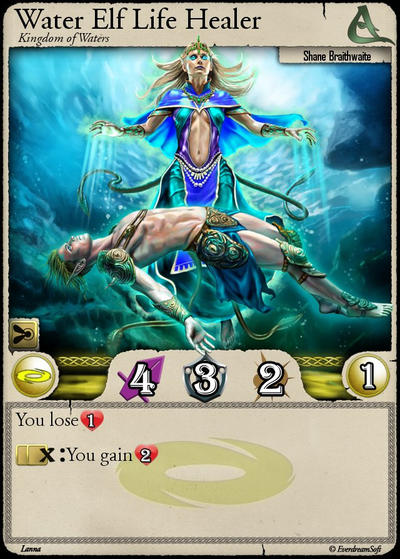 Water Elf Life Healer
Kingdom of Waters
Shane Braithwaite
4 3 2 1
You lose 1
x : You gain 2
Lanna © EverdreamSoft